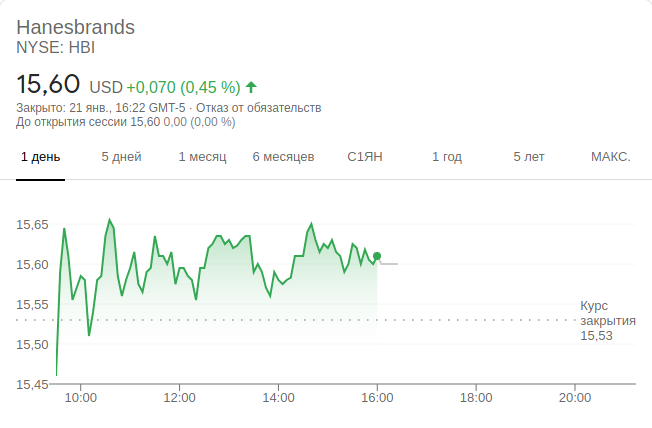 Hanesbrands
NYSE: HBI
15,60 USD +0,070 (0,45 %)
Закрыто: 21 янв., 16:22 GMT-5 · Отказ от обязательств
До открытия сессии 15,60 0,00 (0,00 %)
1 день 5 дней 1 месяц 6 месяцев С1ЯН 1 год 5 лет МАКС.
15,65
15,60
15,55
Курс
закрытия
15,53
15,50
15,45
10:00 12:00 14:00 16:00 18:00 20:00